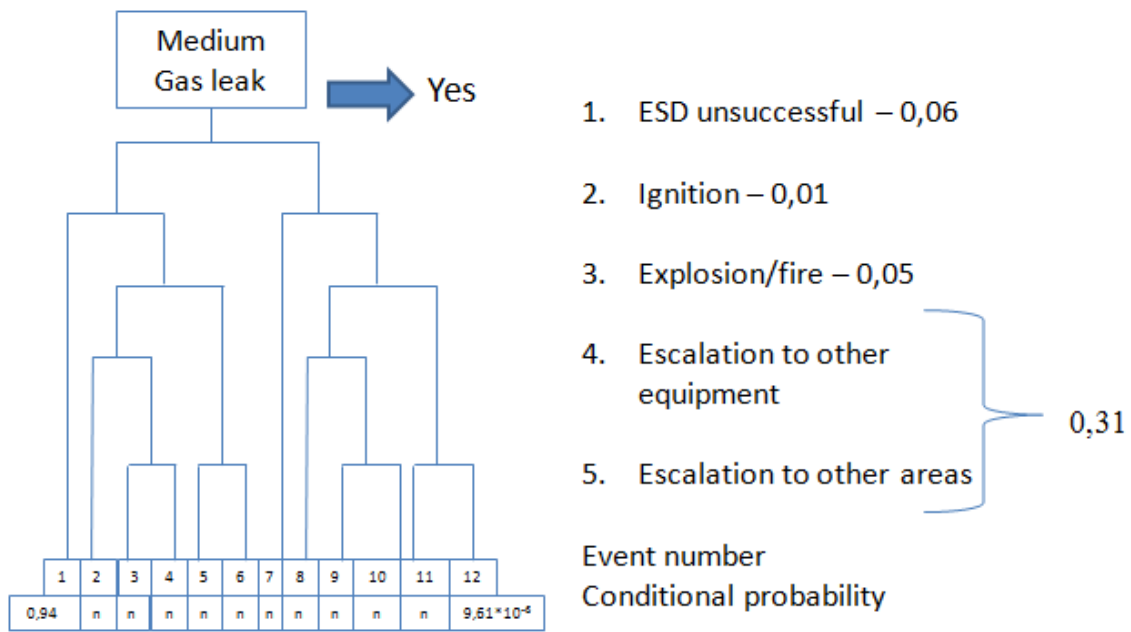 Medium
Gas leak
Yes
1. ESD unsuccessful – 0,06
2. Ignition – 0,01
3. Explosion/fire – 0,05
4. Escalation to other
equipment
0,31
5. Escalation to other areas
Event number
Conditional probability
1 2 3 4 5 6 7 8 9 10 11 12
0,94 n n n n n n n n n n 9,61*10⁻⁶